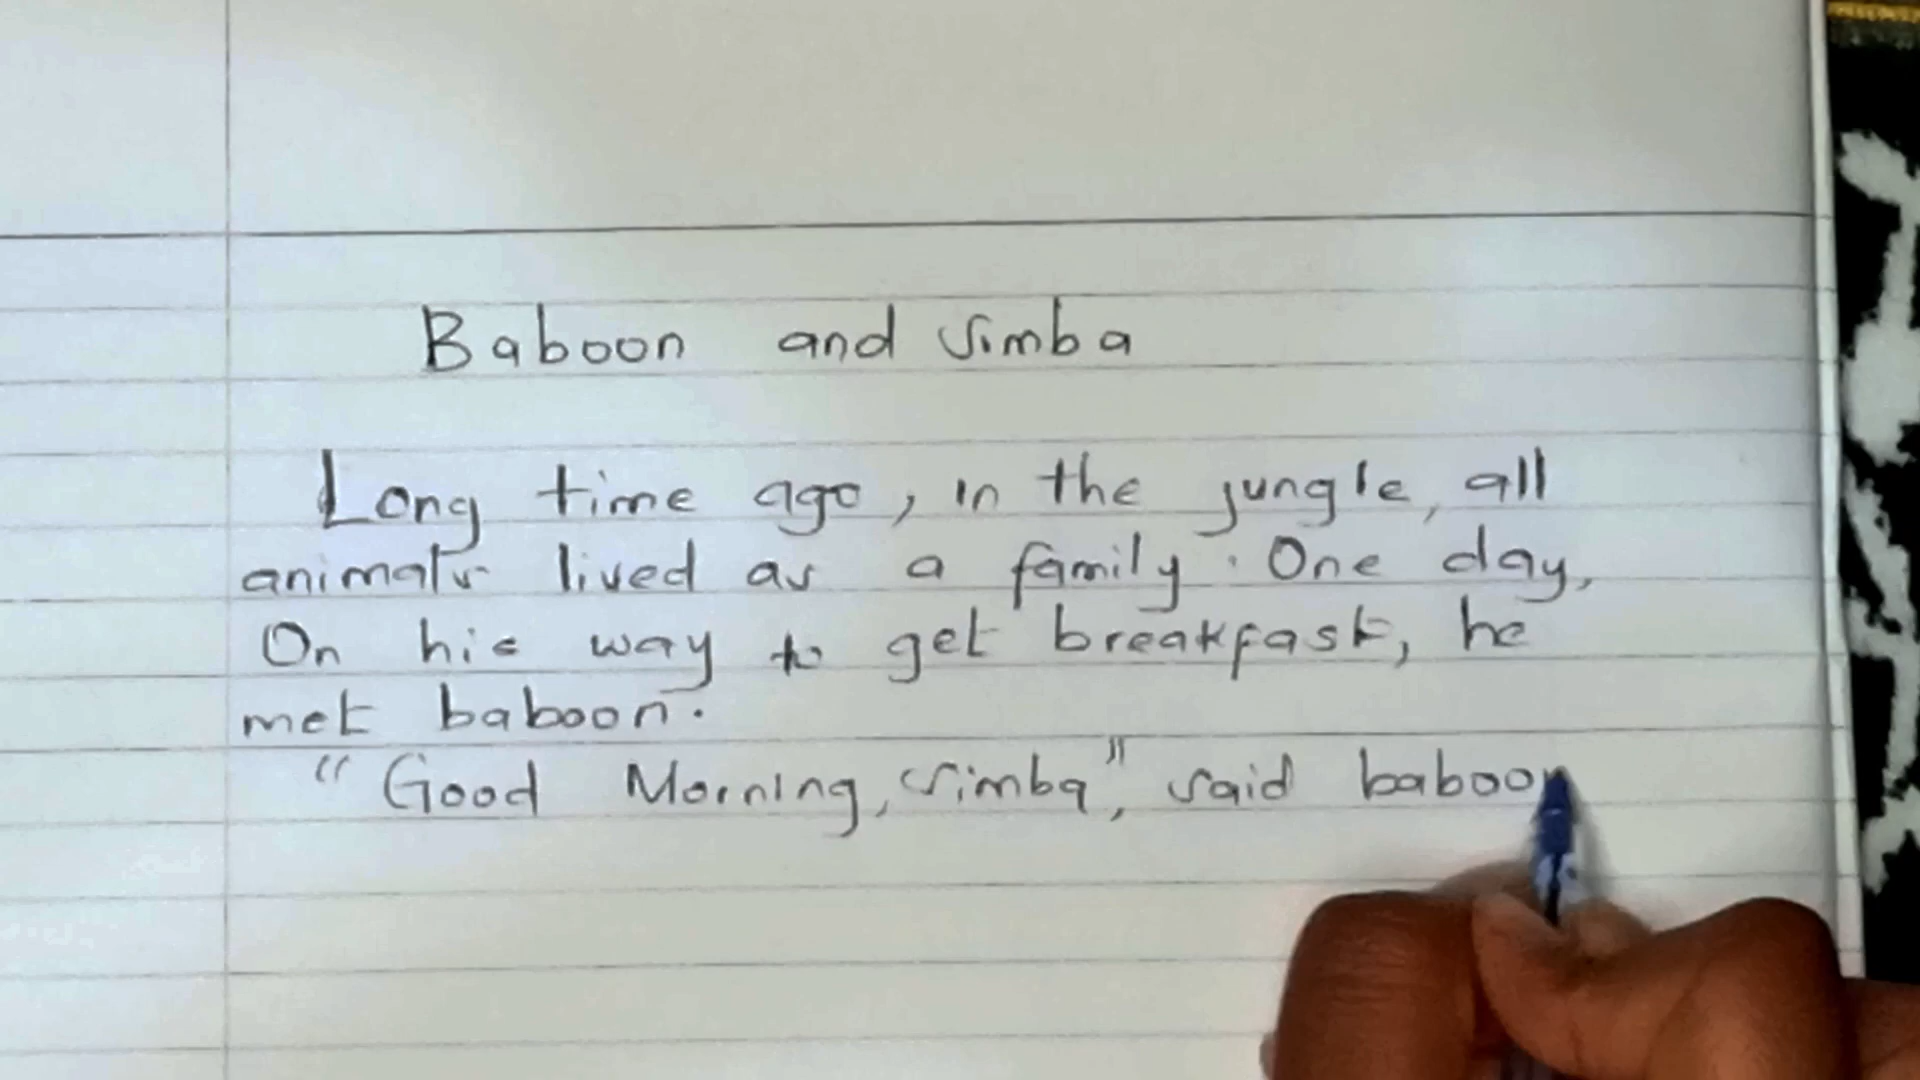 Baboon and Simba
Long time ago, in the jungle, all
animals lived as a family. One day,
On his way to get breakfast, he
met baboon.
"Good Morning, Simba", said baboon